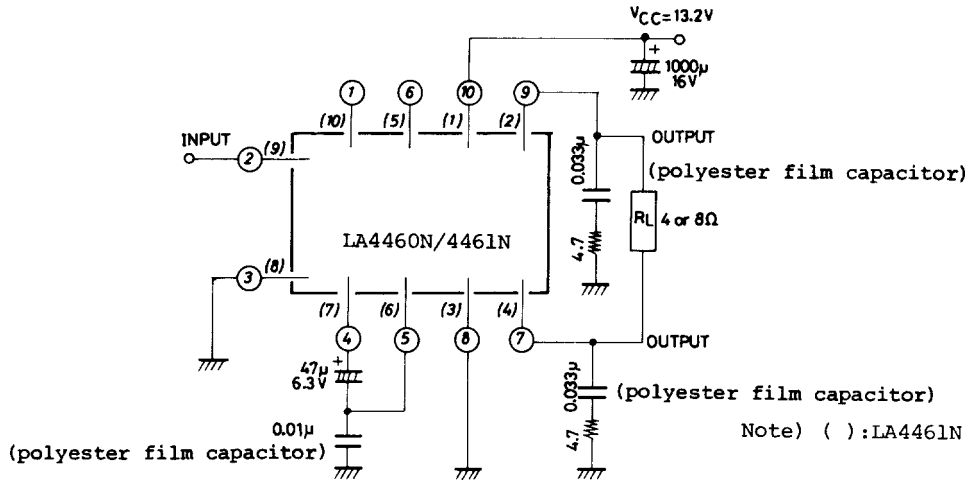 VCC=13.2V
+
1000μ
16V
1
6
10
9
(10)
(5)
(1)
(2)
INPUT
2
(9)
OUTPUT
0.033μ
(polyester film capacitor)
RL 4 or 8Ω
LA4460N/4461N
4.7
3
(8)
(7)
(6)
(3)
(4)
4
5
8
7
OUTPUT
+
47μ
6.3V
0.033μ
(polyester film capacitor)
0.01μ
4.7
Note) ( ):LA4461N
(polyester film capacitor)